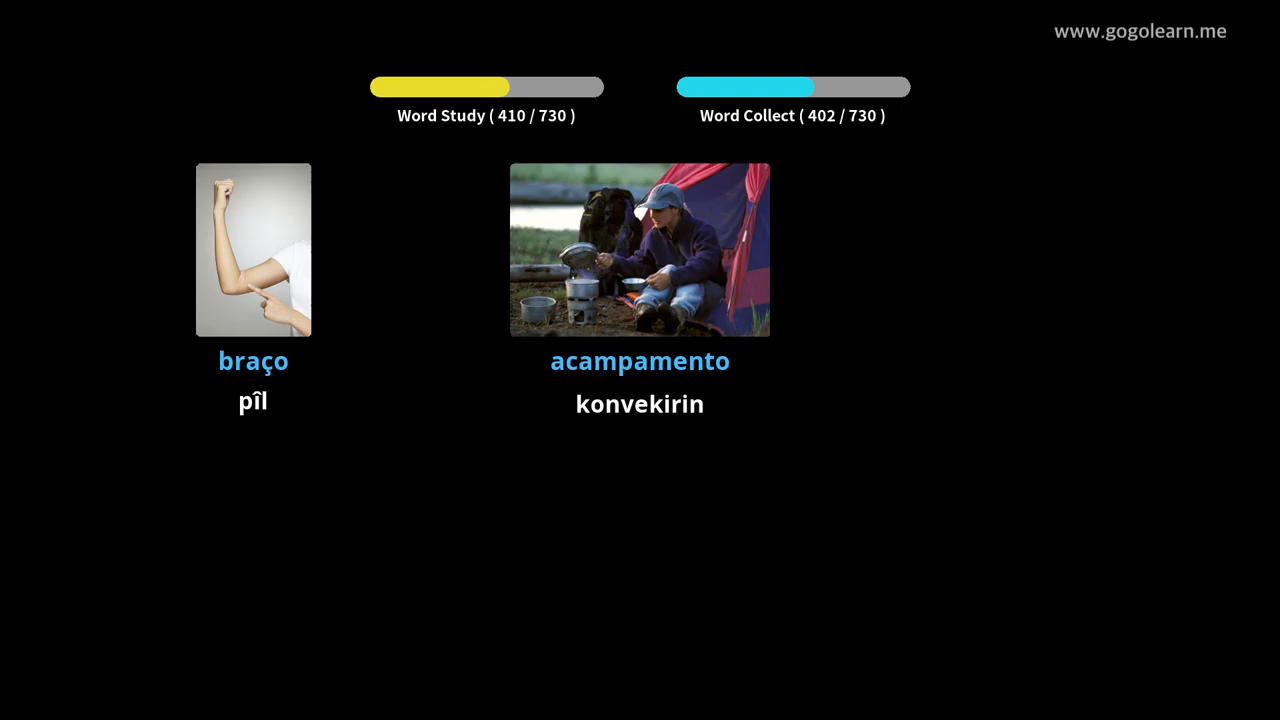 www.gogolearn.me
Word Study ( 410 / 730 )
Word Collect ( 402 / 730 )
braço
pîl
acampamento
konvekirin